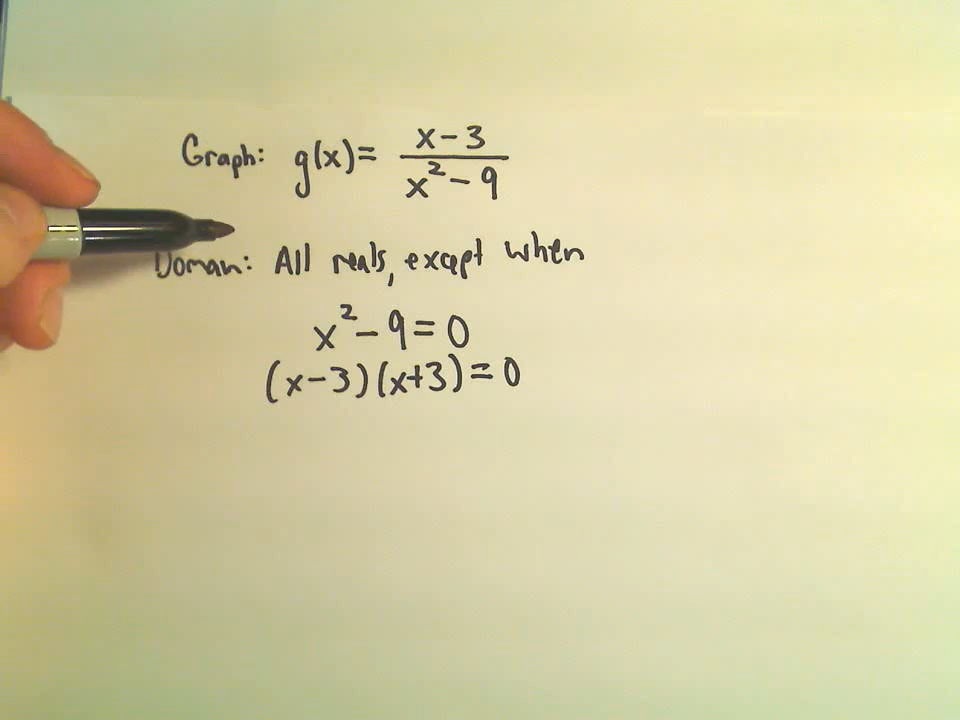 Graph: g(x) = x-3 / x² - 9
Doman: All reals, except when
x² - 9 = 0
(x-3)(x+3) = 0